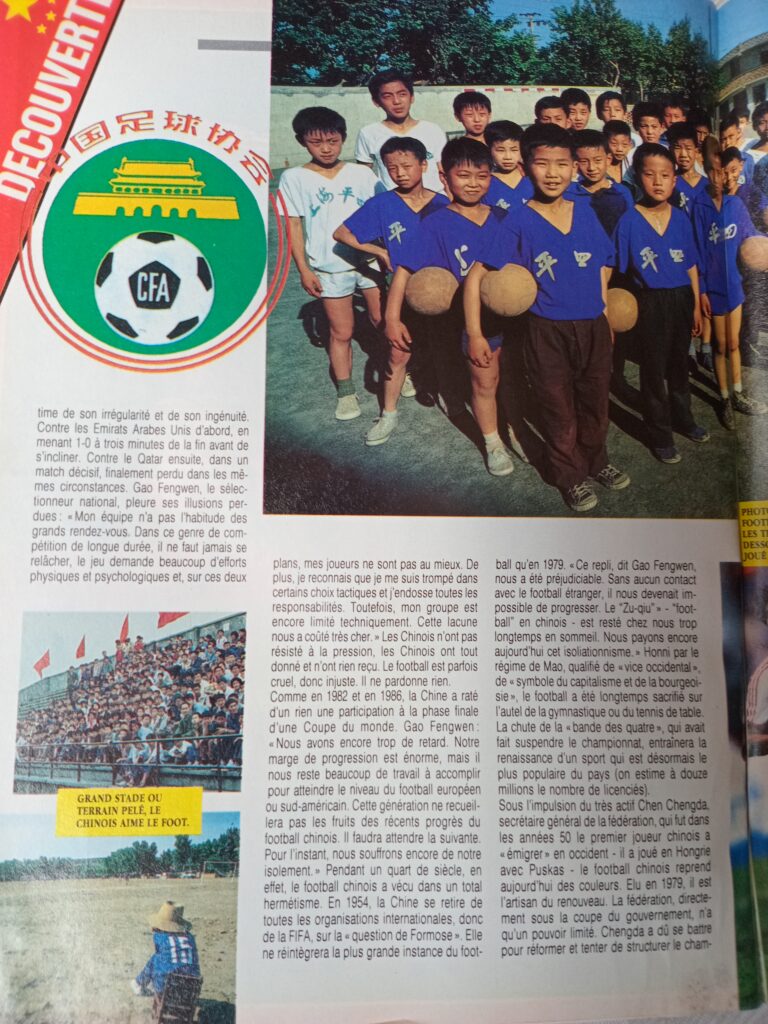 DECOUVERTE
中国足球协会
CFA
上海平四
平
上
平四
平四
平四
time de son irrégularité et de son ingénuité.
Contre les Emirats Arabes Unis d'abord, en
menant 1-0 à trois minutes de la fin avant de
s'incliner. Contre le Qatar ensuite, dans un
match décisif, finalement perdu dans les mê-
mes circonstances. Gao Fengwen, le sélec-
tionneur national, pleure ses illusions per-
dues : « Mon équipe n'a pas l'habitude des
grands rendez-vous. Dans ce genre de com-
pétition de longue durée, il ne faut jamais se
relâcher, le jeu demande beaucoup d'efforts
physiques et psychologiques et, sur ces deux
GRAND STADE OU
TERRAIN PELÉ, LE
CHINOIS AIME LE FOOT.
15
plans, mes joueurs ne sont pas au mieux. De
plus, je reconnais que je me suis trompé dans
certains choix tactiques et j'endosse toutes les
responsabilités. Toutefois, mon groupe est
encore limité techniquement. Cette lacune
nous a coûté très cher. » Les Chinois n'ont pas
résisté à la pression, les Chinois ont tout
donné et n'ont rien reçu. Le football est parfois
cruel, donc injuste. Il ne pardonne rien.
Comme en 1982 et en 1986, la Chine a raté
d'un rien une participation à la phase finale
d'une Coupe du monde. Gao Fengwen :
« Nous avons encore trop de retard. Notre
marge de progression est énorme, mais il
nous reste beaucoup de travail à accomplir
pour atteindre le niveau du football européen
ou sud-américain. Cette génération ne recueil-
lera pas les fruits des récents progrès du
football chinois. Il faudra attendre la suivante.
Pour l'instant, nous souffrons encore de notre
isolement. » Pendant un quart de siècle, en
effet, le football chinois a vécu dans un total
hermétisme. En 1954, la Chine se retire de
toutes les organisations internationales, donc
de la FIFA, sur la « question de Formose ». Elle
ne réintègrera la plus grande instance du foot-
ball qu'en 1979. « Ce repli, dit Gao Fengwen,
nous a été préjudiciable. Sans aucun contact
avec le football étranger, il nous devenait im-
possible de progresser. Le "Zu-qiu" - "foot-
ball" en chinois - est resté chez nous trop
longtemps en sommeil. Nous payons encore
aujourd'hui cet isoliationnisme. » Honni par le
régime de Mao, qualifié de « vice occidental »,
de « symbole du capitalisme et de la bourgeoi-
sie », le football a été longtemps sacrifié sur
l'autel de la gymnastique ou du tennis de table.
La chute de la « bande des quatre », qui avait
fait suspendre le championnat, entraînera la
renaissance d'un sport qui est désormais le
plus populaire du pays (on estime à douze
millions le nombre de licenciés).
Sous l'impulsion du très actif Chen Chengda,
secrétaire général de la fédération, qui fut dans
les années 50 le premier joueur chinois à
« émigrer » en occident - il a joué en Hongrie
avec Puskas - le football chinois reprend
aujourd'hui des couleurs. Elu en 1979, il est
l'artisan du renouveau. La fédération, directe-
ment sous la coupe du gouvernement, n'a
qu'un pouvoir limité. Chengda a dû se battre
pour réformer et tenter de structurer le cham-
PHOTO
FOOT
LES T
DESSO
JOUÉ